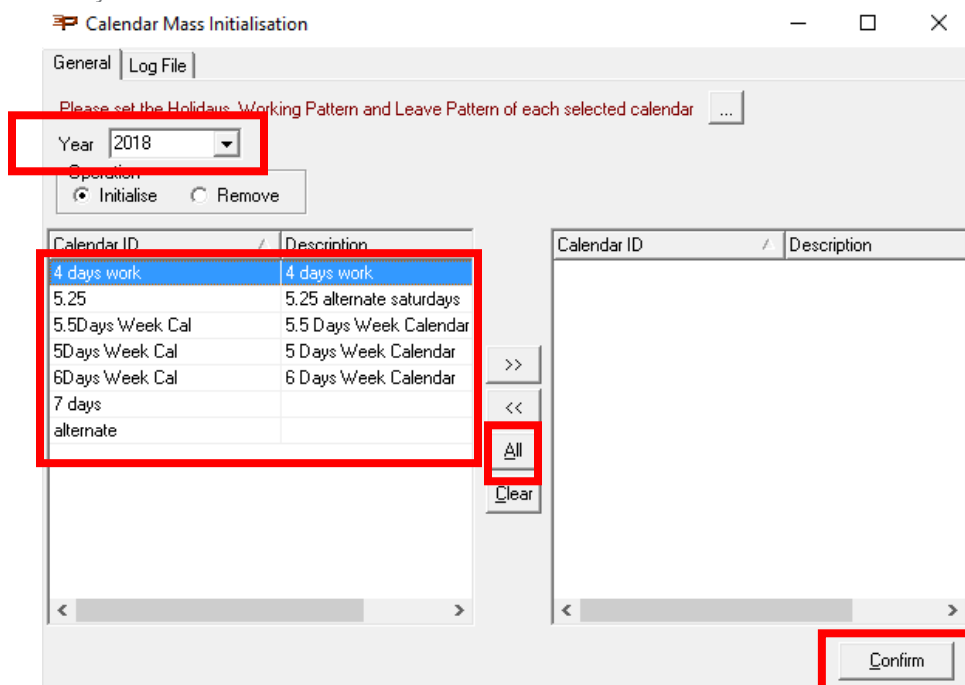 Calendar Mass Initialisation
General Log File
Please set the Holidays, Working Pattern and Leave Pattern of each selected calendar ...
Year 2018
Operation
Initialise Remove
Calendar ID Description Calendar ID Description
4 days work 4 days work
5.25 5.25 alternate saturdays
5.5Days Week Cal 5.5 Days Week Calendar
5Days Week Cal 5 Days Week Calendar
6Days Week Cal 6 Days Week Calendar
>>
7 days
<<
alternate
All
Clear
Confirm